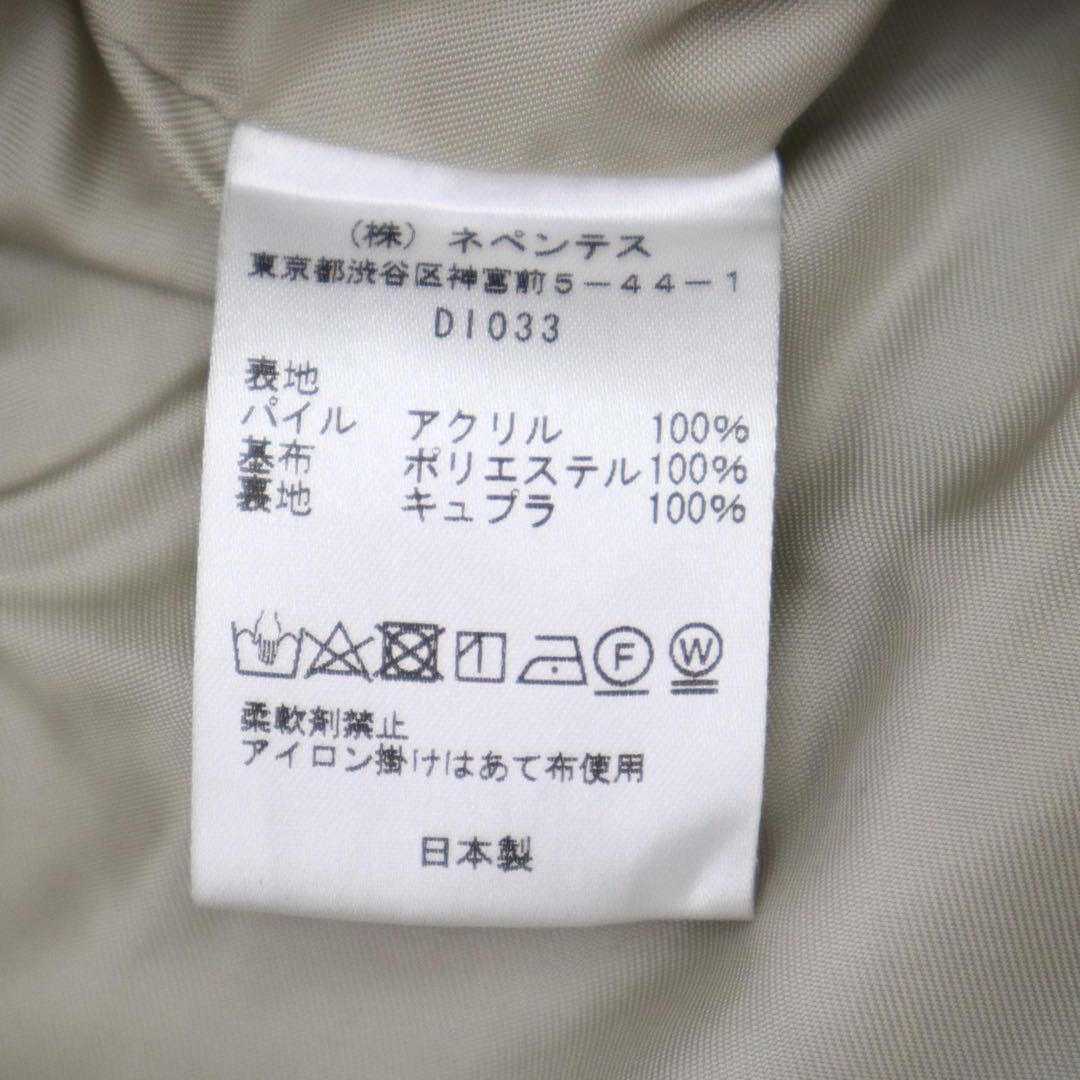 (株) ネペンテス
東京都渋谷区神宮前5-44-1
DI033
表地
パイル アクリル 100%
基布 ポリエステル100%
裏地 キュプラ 100%
F W
柔軟剤禁止
アイロン掛けはあて布使用
日本製